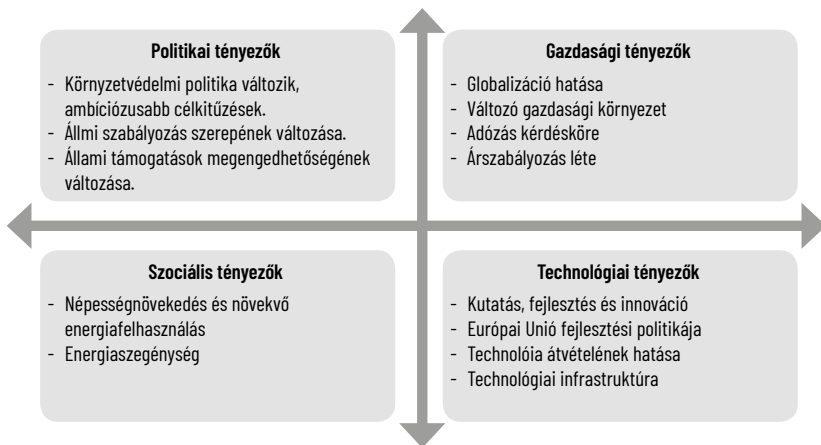 Politikai tényezők
- Környzetvédelmi politika változik,
ambíciózusabb célkitűzések.
- Állmi szabályozás szerepének változása.
- Állami támogatások megengedhetőségének
változása.
Gazdasági tényezők
- Globalizáció hatása
- Változó gazdasági környezet
- Adózás kérdésköre
- Árszabályozás léte
Szociális tényezők
- Népességnövekedés és növekvő
energiafelhasználás
- Energiaszegénység
Technológiai tényezők
- Kutatás, fejlesztés és innováció
- Európai Unió fejlesztési politikája
- Technolóia átvételének hatása
- Technológiai infrastruktúra